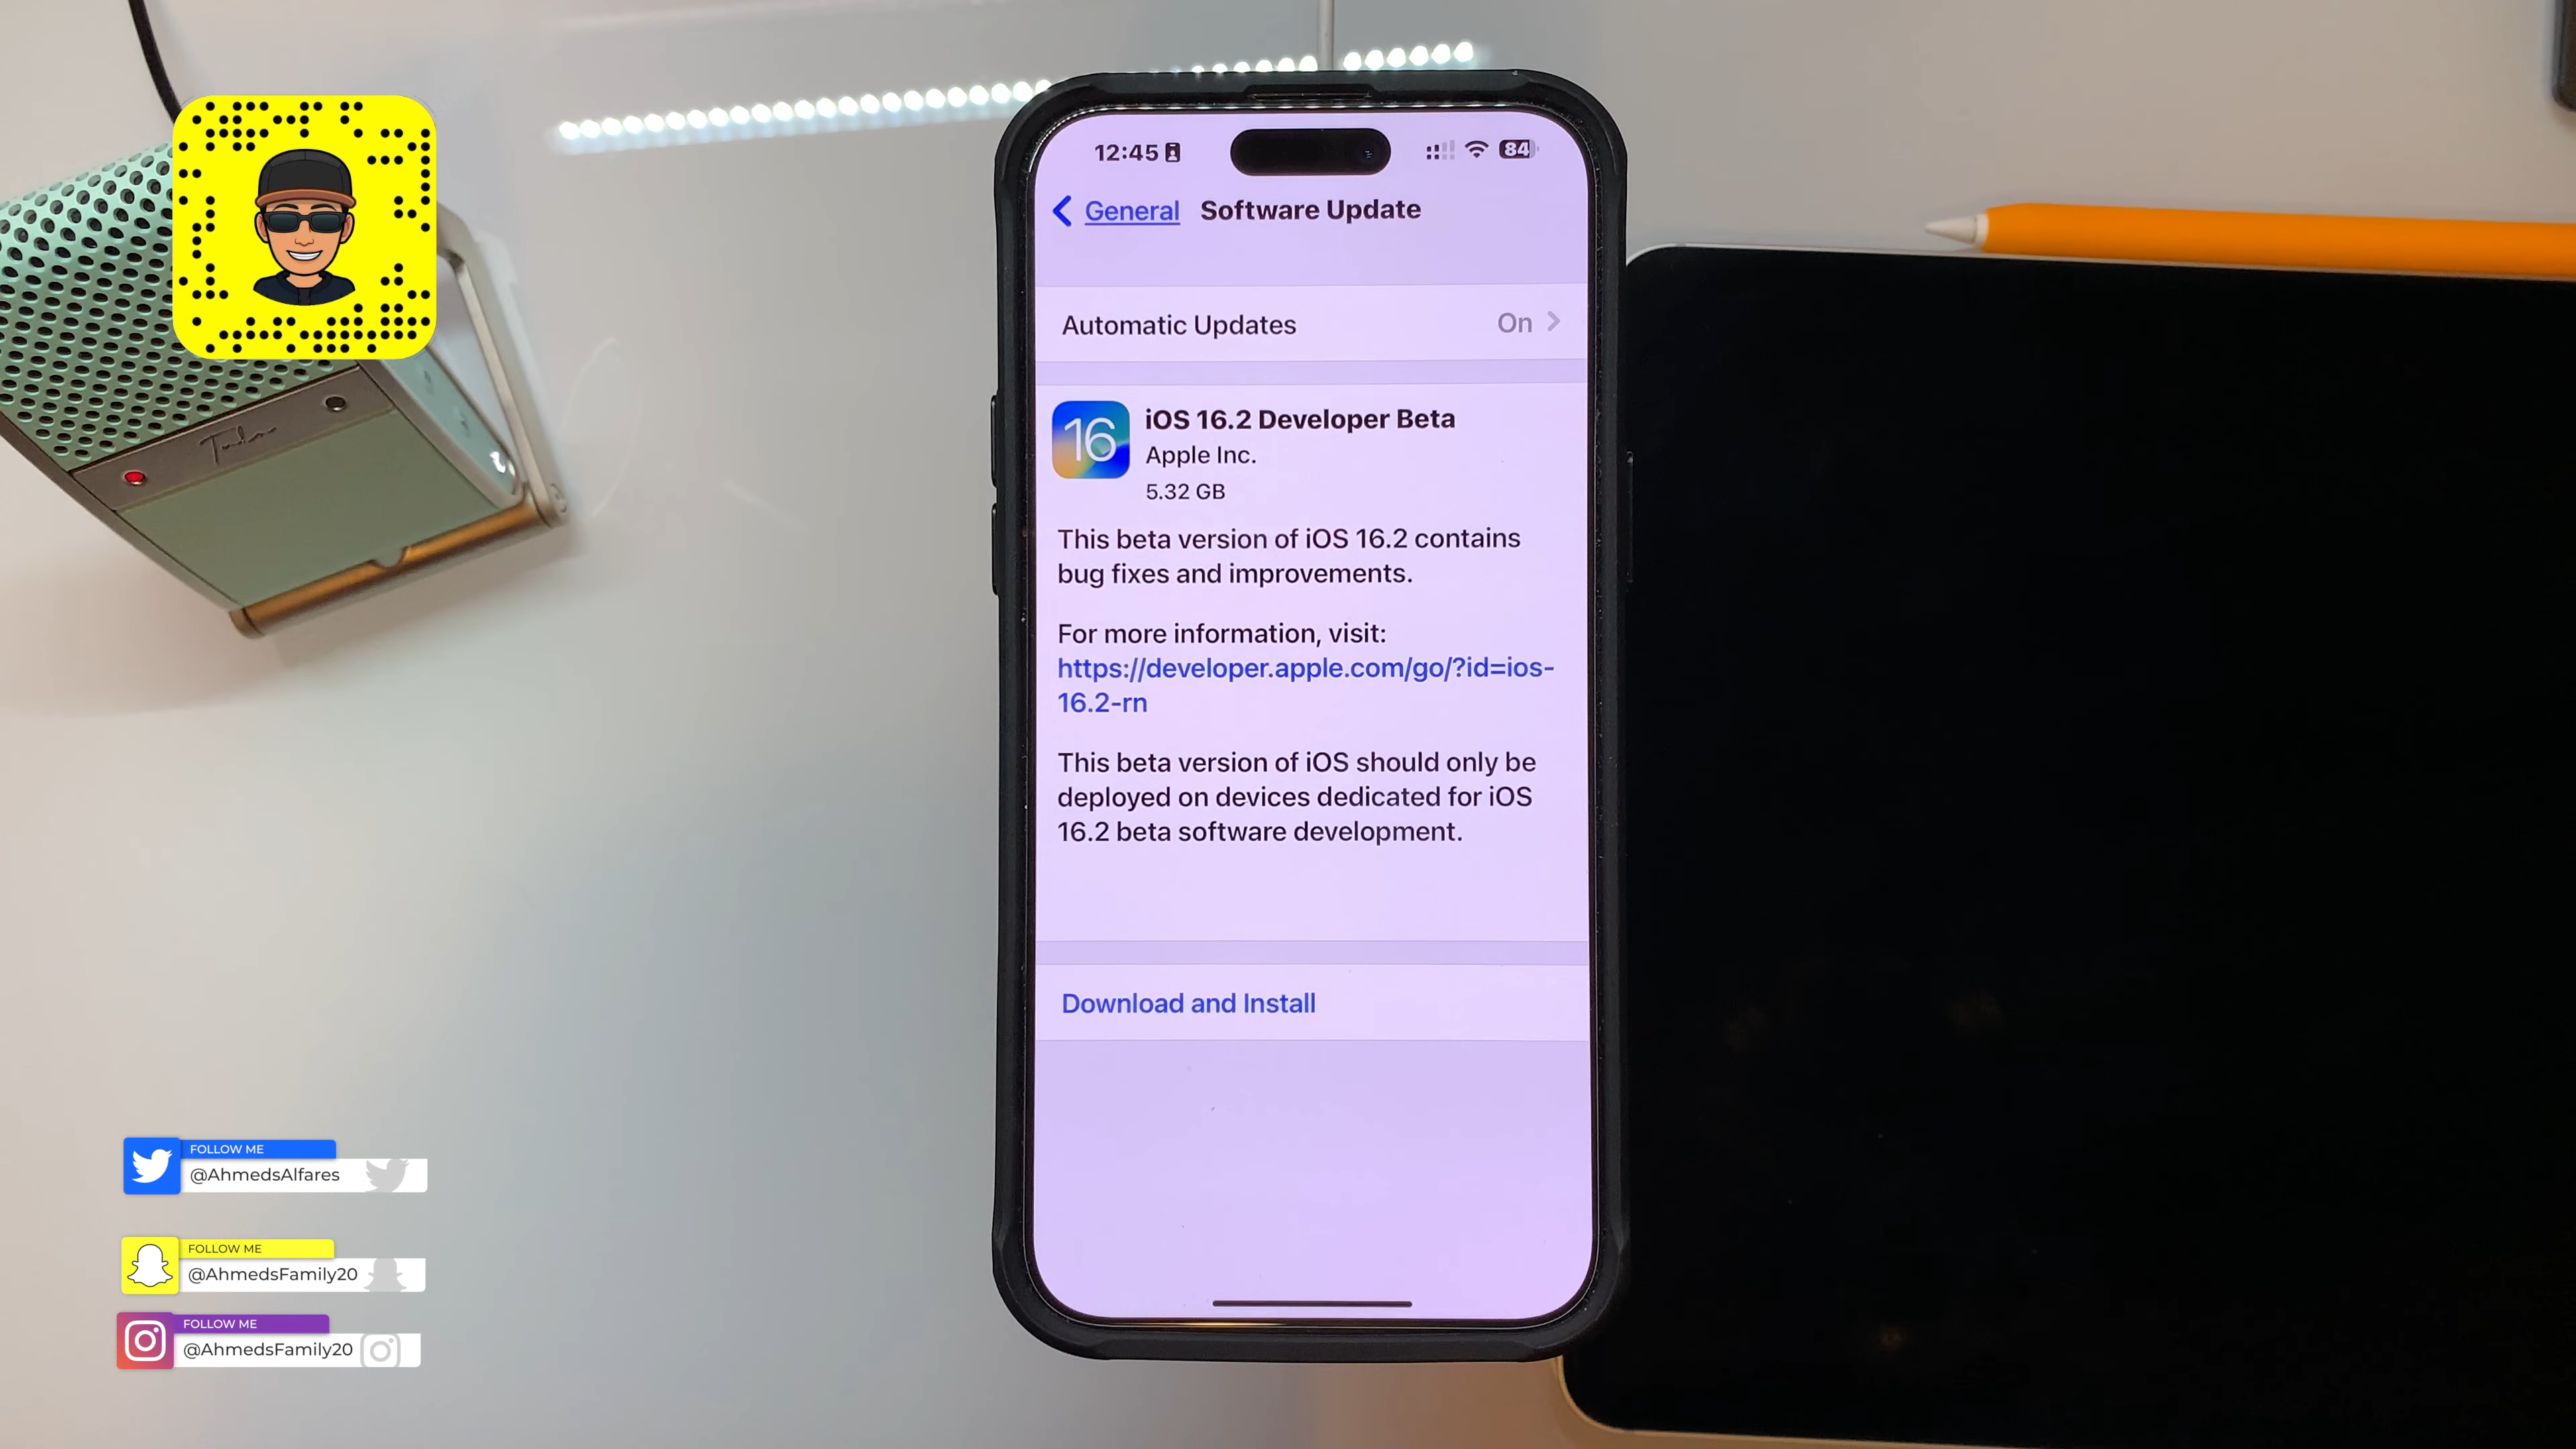 12:45
84
General Software Update
Automatic Updates On
16
iOS 16.2 Developer Beta
Apple Inc.
5.32 GB
This beta version of iOS 16.2 contains
bug fixes and improvements.
For more information, visit:
https://developer.apple.com/go/?id=ios-
16.2-rn
This beta version of iOS should only be
deployed on devices dedicated for iOS
16.2 beta software development.
Download and Install
FOLLOW ME
@AhmedsAlfares
FOLLOW ME
@AhmedsFamily20
FOLLOW ME
@AhmedsFamily20